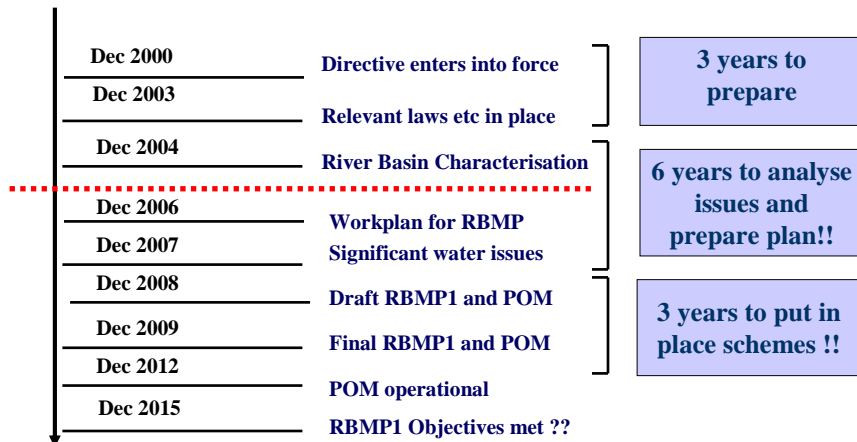 Dec 2000
Directive enters into force
Dec 2003
Relevant laws etc in place
3 years to
prepare
Dec 2004
River Basin Characterisation
Dec 2006
Workplan for RBMP
Dec 2007
Significant water issues
6 years to analyse
issues and
prepare plan!!
Dec 2008
Draft RBMP1 and POM
Dec 2009
Final RBMP1 and POM
3 years to put in
place schemes !!
Dec 2012
POM operational
Dec 2015
RBMP1 Objectives met ??